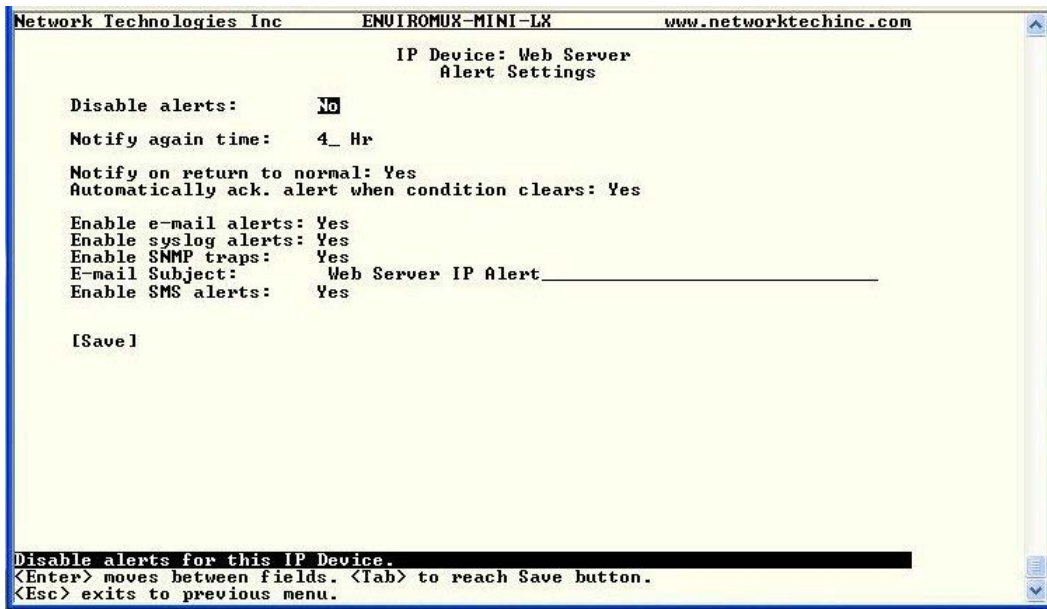 Network Technologies Inc ENVIROMUX-MINI-LX www.networktechinc.com
IP Device: Web Server
Alert Settings
Disable alerts: No
Notify again time: 4_ Hr
Notify on return to normal: Yes
Automatically ack. alert when condition clears: Yes
Enable e-mail alerts: Yes
Enable syslog alerts: Yes
Enable SNMP traps: Yes
E-mail Subject: Web Server IP Alert
Enable SMS alerts: Yes
[Save]
Disable alerts for this IP Device.
<Enter> moves between fields. <Tab> to reach Save button.
<Esc> exits to previous menu.